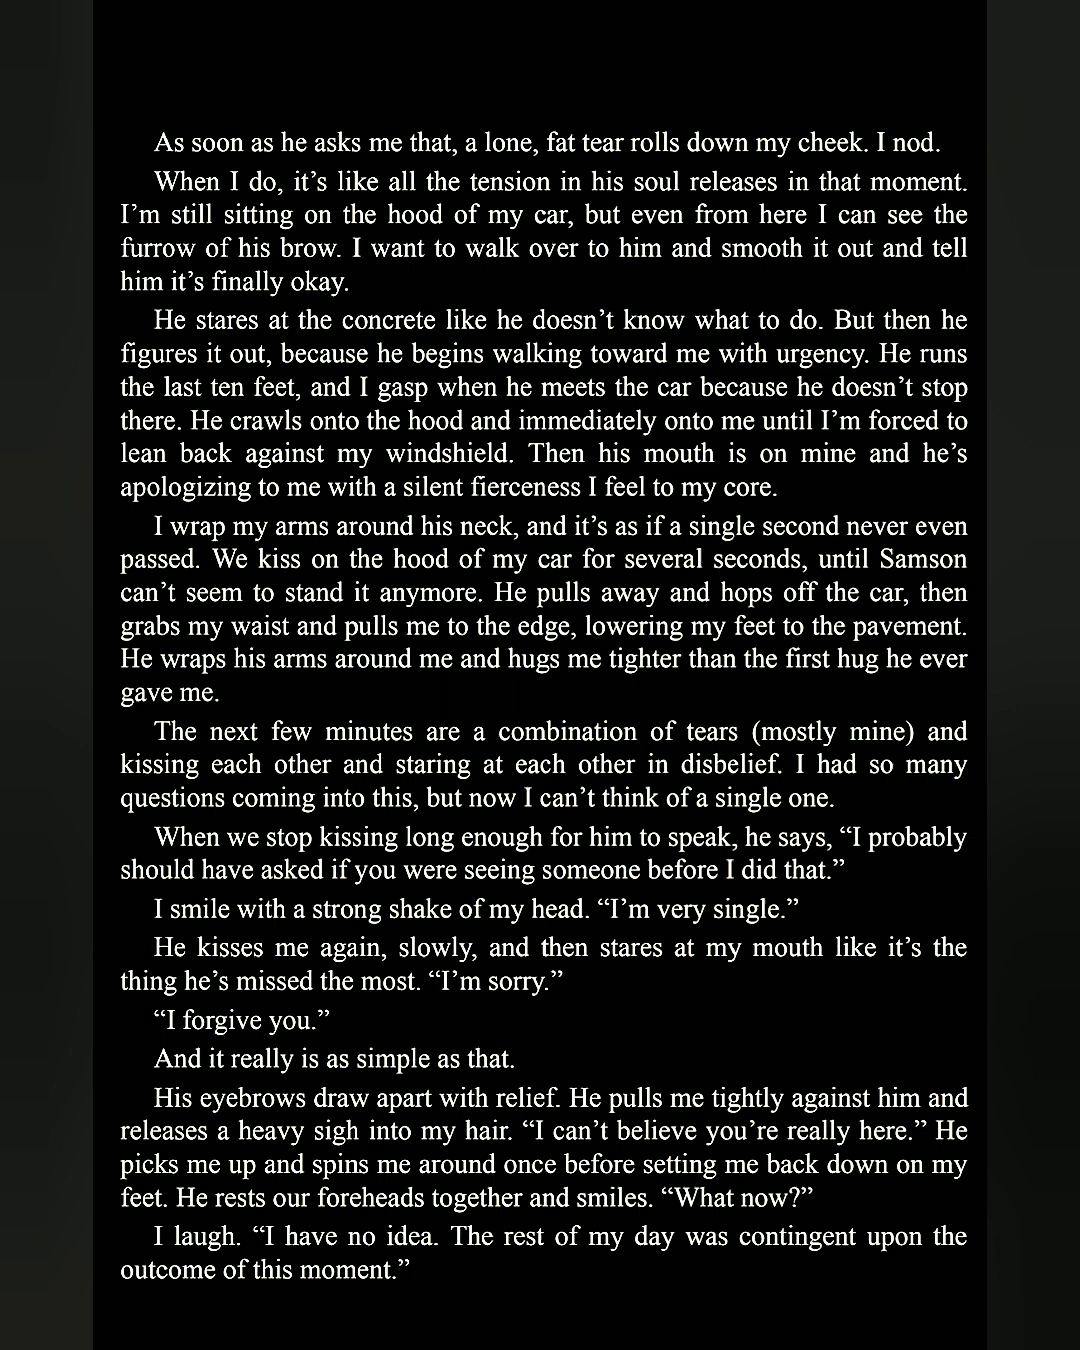 As soon as he asks me that, a lone, fat tear rolls down my cheek. I nod.
When I do, it’s like all the tension in his soul releases in that moment.
I’m still sitting on the hood of my car, but even from here I can see the
furrow of his brow. I want to walk over to him and smooth it out and tell
him it’s finally okay.
He stares at the concrete like he doesn’t know what to do. But then he
figures it out, because he begins walking toward me with urgency. He runs
the last ten feet, and I gasp when he meets the car because he doesn’t stop
there. He crawls onto the hood and immediately onto me until I’m forced to
lean back against my windshield. Then his mouth is on mine and he’s
apologizing to me with a silent fierceness I feel to my core.
I wrap my arms around his neck, and it’s as if a single second never even
passed. We kiss on the hood of my car for several seconds, until Samson
can’t seem to stand it anymore. He pulls away and hops off the car, then
grabs my waist and pulls me to the edge, lowering my feet to the pavement.
He wraps his arms around me and hugs me tighter than the first hug he ever
gave me.
The next few minutes are a combination of tears (mostly mine) and
kissing each other and staring at each other in disbelief. I had so many
questions coming into this, but now I can’t think of a single one.
When we stop kissing long enough for him to speak, he says, “I probably
should have asked if you were seeing someone before I did that.”
I smile with a strong shake of my head. “I’m very single.”
He kisses me again, slowly, and then stares at my mouth like it’s the
thing he’s missed the most. “I’m sorry.”
“I forgive you.”
And it really is as simple as that.
His eyebrows draw apart with relief. He pulls me tightly against him and
releases a heavy sigh into my hair. “I can’t believe you’re really here.” He
picks me up and spins me around once before setting me back down on my
feet. He rests our foreheads together and smiles. “What now?”
I laugh. “I have no idea. The rest of my day was contingent upon the
outcome of this moment.”